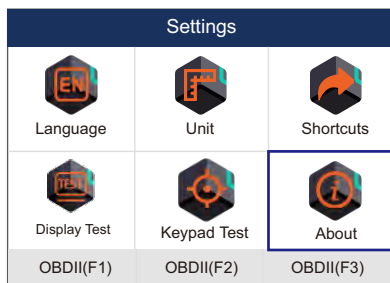 Settings
EN
Language
Unit
Shortcuts
TEST
i
Display Test
Keypad Test
About
OBDII(F1)
OBDII(F2)
OBDII(F3)